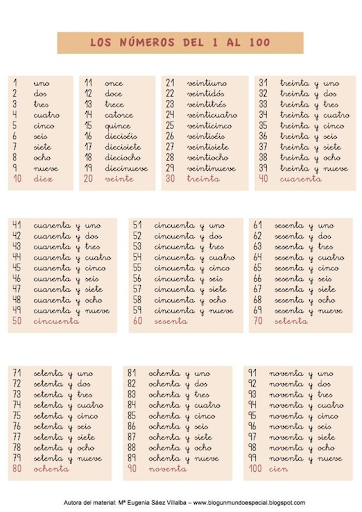 LOS NÚMEROS DEL 1 AL 100
1 uno
2 dos
3 tres
4 cuatro
5 cinco
6 seis
7 siete
8 ocho
9 nueve
10 diez
11 once
12 doce
13 trece
14 catorce
15 quince
16 dieciséis
17 diecisiete
18 dieciocho
19 diecinueve
20 veinte
21 veintiuno
22 veintidós
23 veintitrés
24 veinticuatro
25 veinticinco
26 veintiséis
27 veintisiete
28 veintiocho
29 veintinueve
30 treinta
31 treinta y uno
32 treinta y dos
33 treinta y tres
34 treinta y cuatro
35 treinta y cinco
36 treinta y seis
37 treinta y siete
38 treinta y ocho
39 treinta y nueve
40 cuarenta
41 cuarenta y uno
42 cuarenta y dos
43 cuarenta y tres
44 cuarenta y cuatro
45 cuarenta y cinco
46 cuarenta y seis
47 cuarenta y siete
48 cuarenta y ocho
49 cuarenta y nueve
50 cincuenta
51 cincuenta y uno
52 cincuenta y dos
53 cincuenta y tres
54 cincuenta y cuatro
55 cincuenta y cinco
56 cincuenta y seis
57 cincuenta y siete
58 cincuenta y ocho
59 cincuenta y nueve
60 sesenta
61 sesenta y uno
62 sesenta y dos
63 sesenta y tres
64 sesenta y cuatro
65 sesenta y cinco
66 sesenta y seis
67 sesenta y siete
68 sesenta y ocho
69 sesenta y nueve
70 setenta
71 setenta y uno
72 setenta y dos
73 setenta y tres
74 setenta y cuatro
75 setenta y cinco
76 setenta y seis
77 setenta y siete
78 setenta y ocho
79 setenta y nueve
80 ochenta
81 ochenta y uno
82 ochenta y dos
83 ochenta y tres
84 ochenta y cuatro
85 ochenta y cinco
86 ochenta y seis
87 ochenta y siete
88 ochenta y ocho
89 ochenta y nueve
90 noventa
91 noventa y uno
92 noventa y dos
93 noventa y tres
94 noventa y cuatro
95 noventa y cinco
96 noventa y seis
97 noventa y siete
98 noventa y ocho
99 noventa y nueve
100 cien
Autora del material: Mª Eugenia Sáez Villalba – www.blogunmundoespecial.blogspot.com